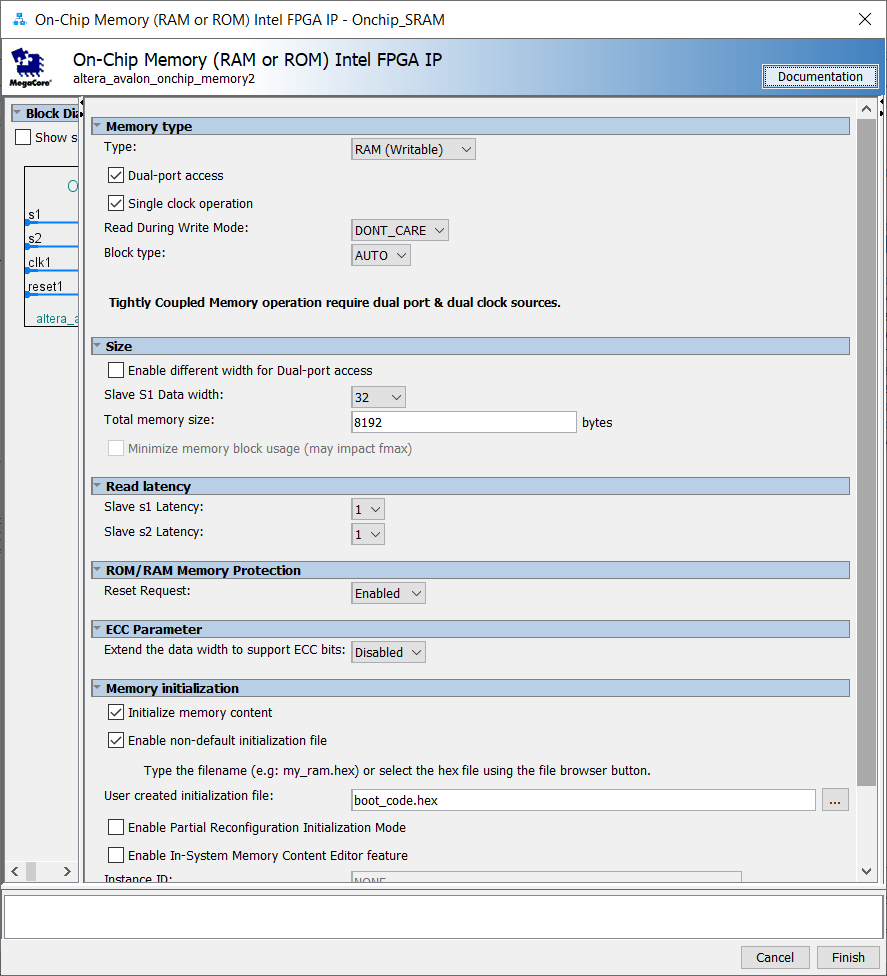 On-Chip Memory (RAM or ROM) Intel FPGA IP - Onchip_SRAM
On-Chip Memory (RAM or ROM) Intel FPGA IP
altera_avalon_onchip_memory2
MegaCore®
Documentation
Block Dia
Show s
O
s1
s2
clk1
reset1
altera_a
Memory type
Type: RAM (Writable)
Dual-port access
Single clock operation
Read During Write Mode: DONT_CARE
Block type: AUTO
Tightly Coupled Memory operation require dual port & dual clock sources.
Size
Enable different width for Dual-port access
Slave S1 Data width: 32
Total memory size: 8192 bytes
Minimize memory block usage (may impact fmax)
Read latency
Slave s1 Latency: 1
Slave s2 Latency: 1
ROM/RAM Memory Protection
Reset Request: Enabled
ECC Parameter
Extend the data width to support ECC bits: Disabled
Memory initialization
Initialize memory content
Enable non-default initialization file
Type the filename (e.g: my_ram.hex) or select the hex file using the file browser button.
User created initialization file: boot_code.hex ...
Enable Partial Reconfiguration Initialization Mode
Enable In-System Memory Content Editor feature
Instance ID: NONE
Cancel Finish